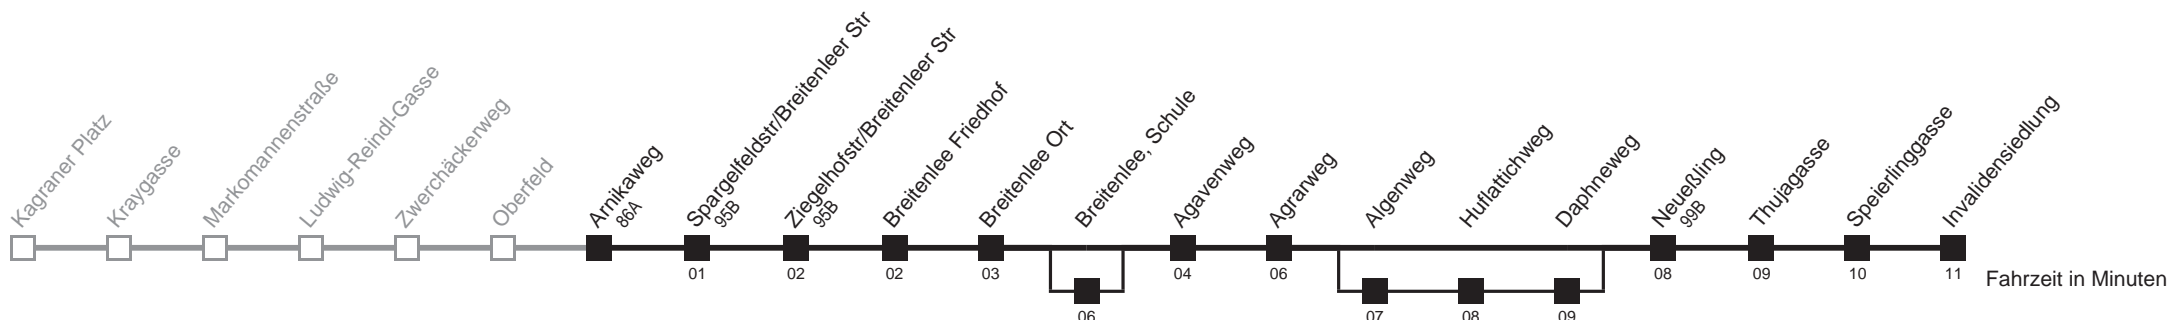 Kagraner Platz
Kraygasse
Markomannenstraße
Ludwig-Reindl-Gasse
Zwerchäckerweg
Oberfeld
Arnikaweg
86A
Spargelfeldstr/Breitenleer Str
95B
Ziegelhofstr/Breitenleer Str
95B
Breitenlee Friedhof
Breitenlee Ort
Breitenlee, Schule
Agavenweg
Agrarweg
Algenweg
Huflattichweg
Daphneweg
Neueßling
99B
Thujagasse
Speierlinggasse
Invalidensiedlung
01
02
02
03
04
06
08
09
10
11
Fahrzeit in Minuten
06
07
08
09